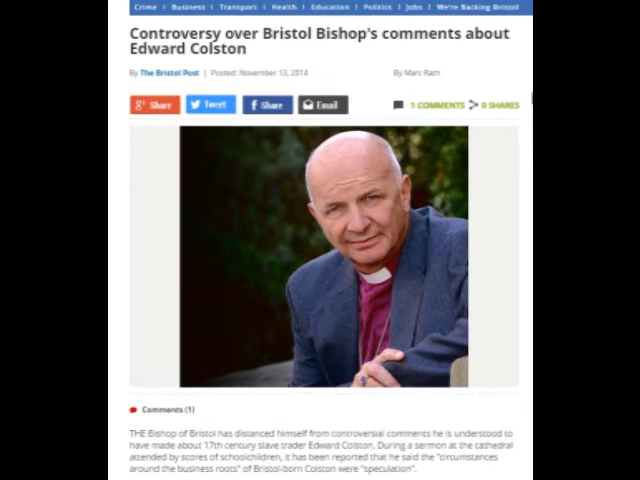 Crime | Business | Transport | Health | Education | Politics | Jobs | We're Backing Bristol
Controversy over Bristol Bishop's comments about
Edward Colston
By The Bristol Post | Posted: November 13, 2014 By Marc Rath
Share Tweet Share Email 1 COMMENTS 0 SHARES
Comments (1)
THE Bishop of Bristol has distanced himself from controversial comments he is understood to
have made about 17th century slave trader Edward Colston. During a sermon at the cathedral
attended by scores of schoolchildren, it has been reported that he said the "circumstances
around the business roots" of Bristol-born Colston were "speculation".